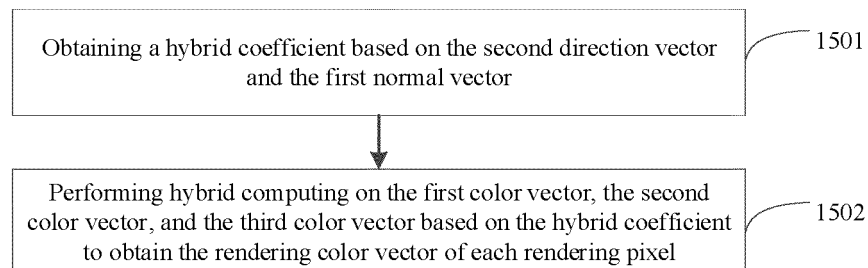 Obtaining a hybrid coefficient based on the second direction vector
and the first normal vector
1501
Performing hybrid computing on the first color vector, the second
color vector, and the third color vector based on the hybrid coefficient
to obtain the rendering color vector of each rendering pixel
1502